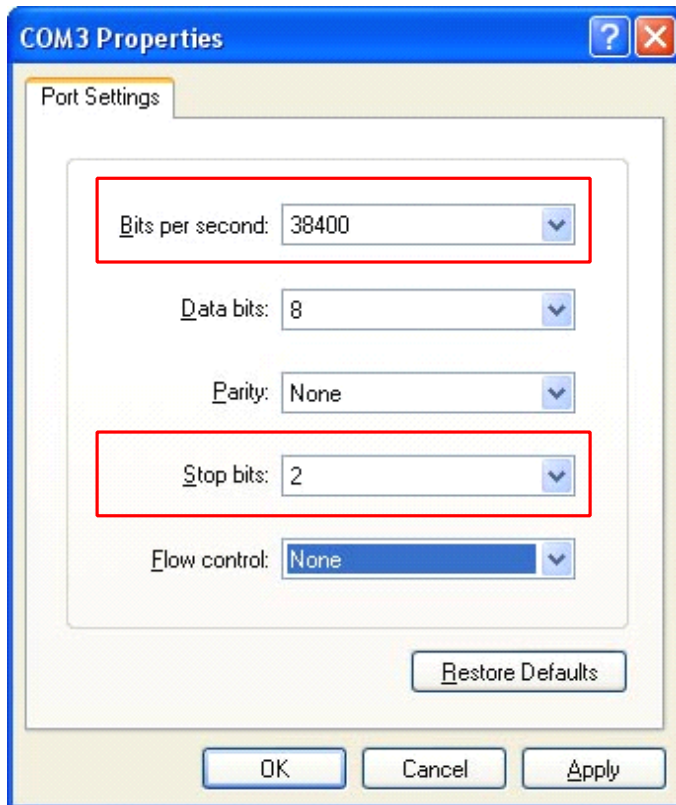 COM3 Properties
Port Settings
Bits per second: 38400
Data bits: 8
Parity: None
Stop bits: 2
Flow control: None
Restore Defaults
OK Cancel Apply